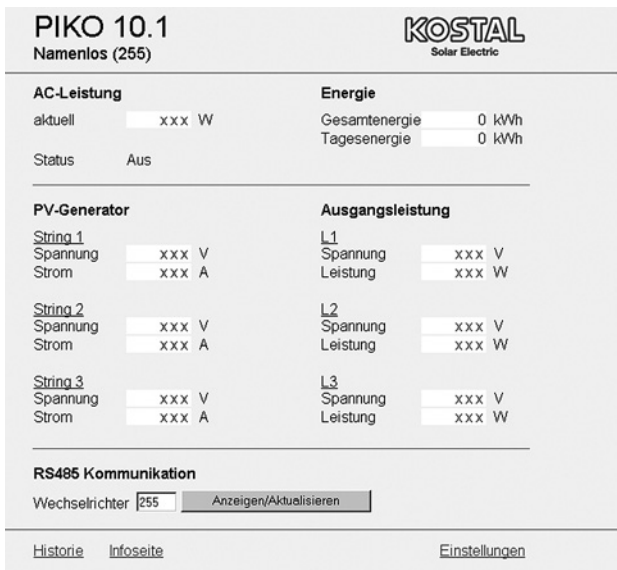 PIKO 10.1
Namenlos (255)
KOSTAL
Solar Electric
AC-Leistung
aktuell xxx W
Status Aus
Energie
Gesamtenergie 0 kWh
Tagesenergie 0 kWh
PV-Generator
String 1
Spannung xxx V
Strom xxx A
String 2
Spannung xxx V
Strom xxx A
String 3
Spannung xxx V
Strom xxx A
Ausgangsleistung
L1
Spannung xxx V
Leistung xxx W
L2
Spannung xxx V
Leistung xxx W
L3
Spannung xxx V
Leistung xxx W
RS485 Kommunikation
Wechselrichter 255 Anzeigen/Aktualisieren
Historie Infoseite Einstellungen